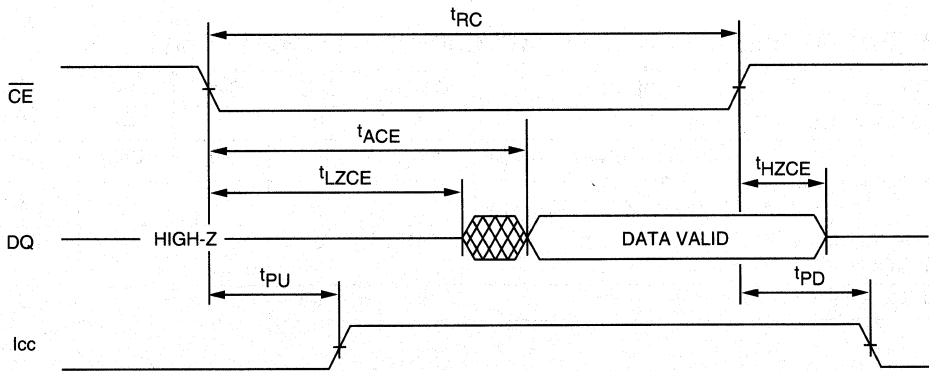 tRC
CE
tACE
tLZCE
tHZCE
DQ
HIGH-Z
DATA VALID
tPU
tPD
Icc